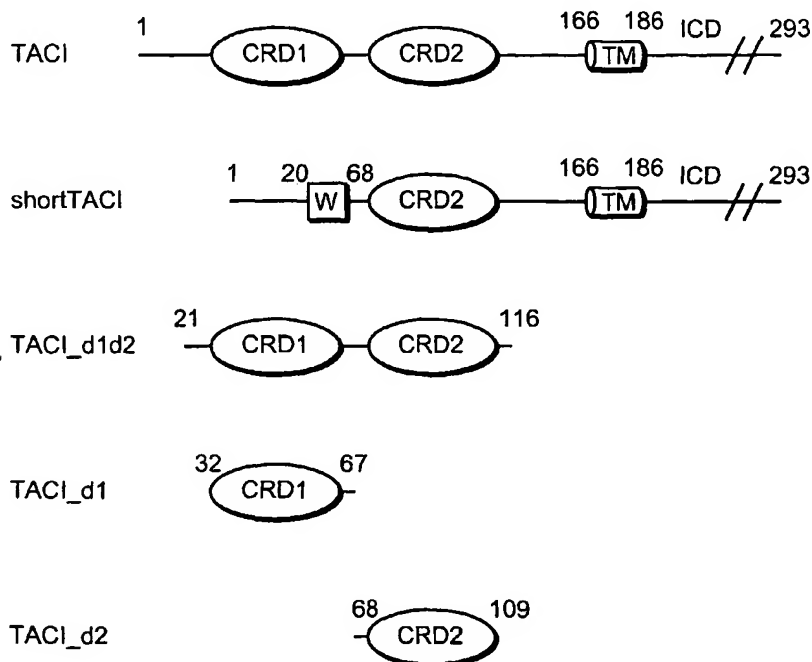 1 166 186 ICD 293
TACI CRD1 CRD2 TM
1 20 68 166 186 ICD 293
shortTACI W CRD2 TM
21 116
TACI_d1d2 CRD1 CRD2
32 67
TACI_d1 CRD1
68 109
TACI_d2 CRD2